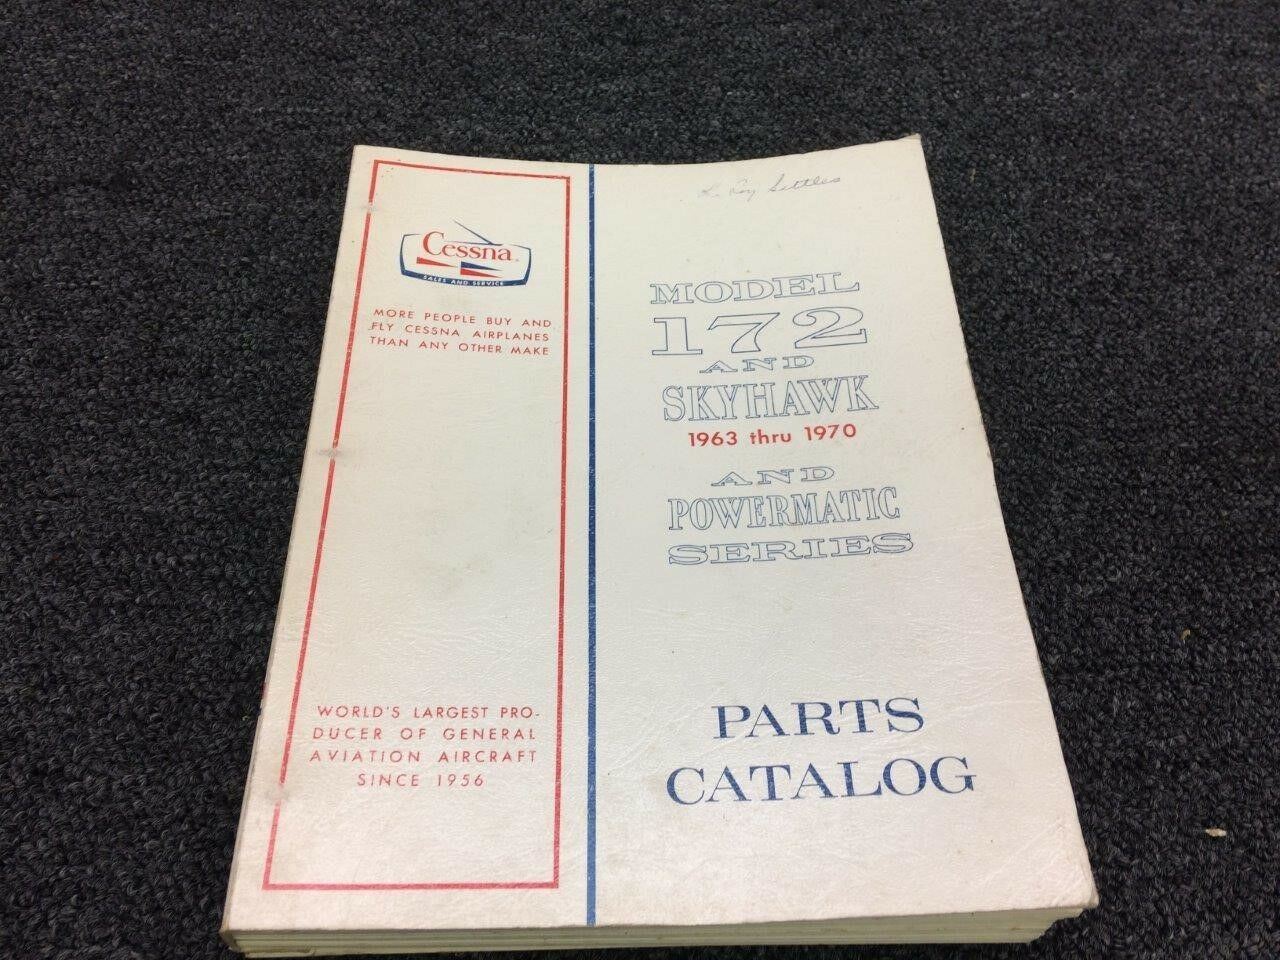 Settles
Cessna
SALES AND SERVICE
MORE PEOPLE BUY AND
FLY CESSNA AIRPLANES
THAN ANY OTHER MAKE
WORLD'S LARGEST PRO-
DUCER OF GENERAL
AVIATION AIRCRAFT
SINCE 1956
MODEL
172
AND
SKYHAWK
1963 thru 1970
AND
POWERMATIC
SERIES
PARTS
CATALOG